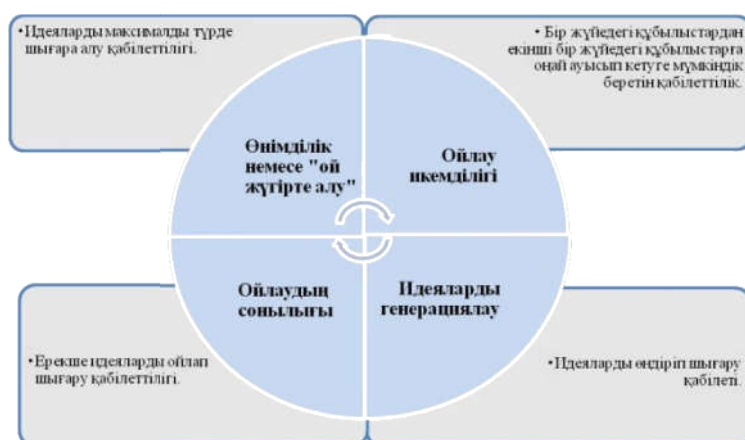 •Идеяларды максималды түрде
шығара алу қабілеттілігі.
• Бір жүйедегі құбылыстардан
екінші бір жүйедегі құбылыстарға
оңай ауысып кетуге мүмкіндік
беретін қабілеттілік.
Өнімділік
немесе "ой
жүгірте алу"
Ойлау
икемділігі
Ойлаудың
сонылығы
Идеяларды
генерациялау
•Ерекше идеяларды ойлап
шығару қабілеттілігі.
•Идеяларды өндіріп шығару
қабілеті.